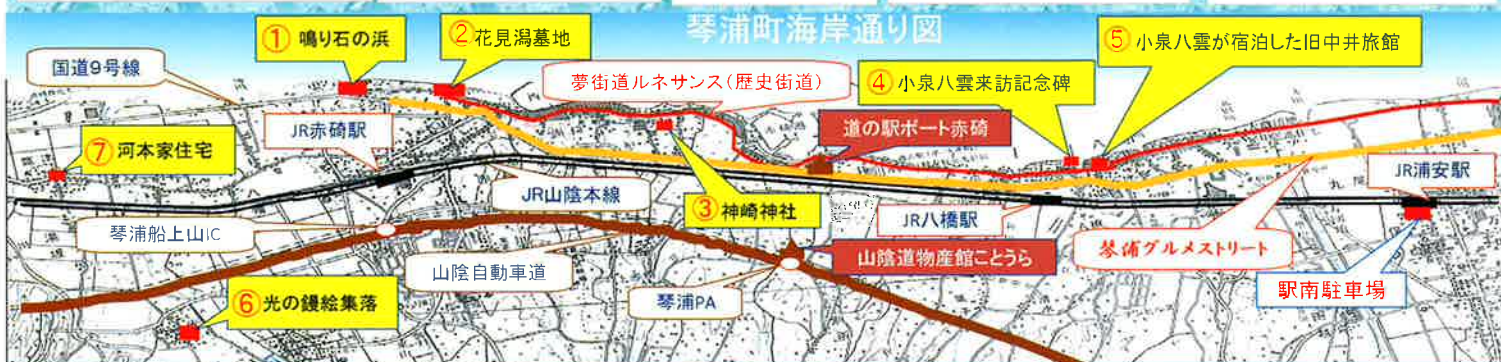 琴浦町海岸通り図
① 鳴り石の浜
② 花見潟墓地
⑤ 小泉八雲が宿泊した旧中井旅館
国道9号線
夢街道ルネサンス(歴史街道)
④ 小泉八雲来訪記念碑
JR赤碕駅
道の駅ポート赤碕
⑦ 河本家住宅
JR浦安駅
JR山陰本線
③ 神崎神社
JR八橋駅
琴浦船上山IC
琴浦グルメストリート
山陰自動車道
山陰道物産館ことうら
琴浦PA
駅南駐車場
⑥ 光の鏝絵集落